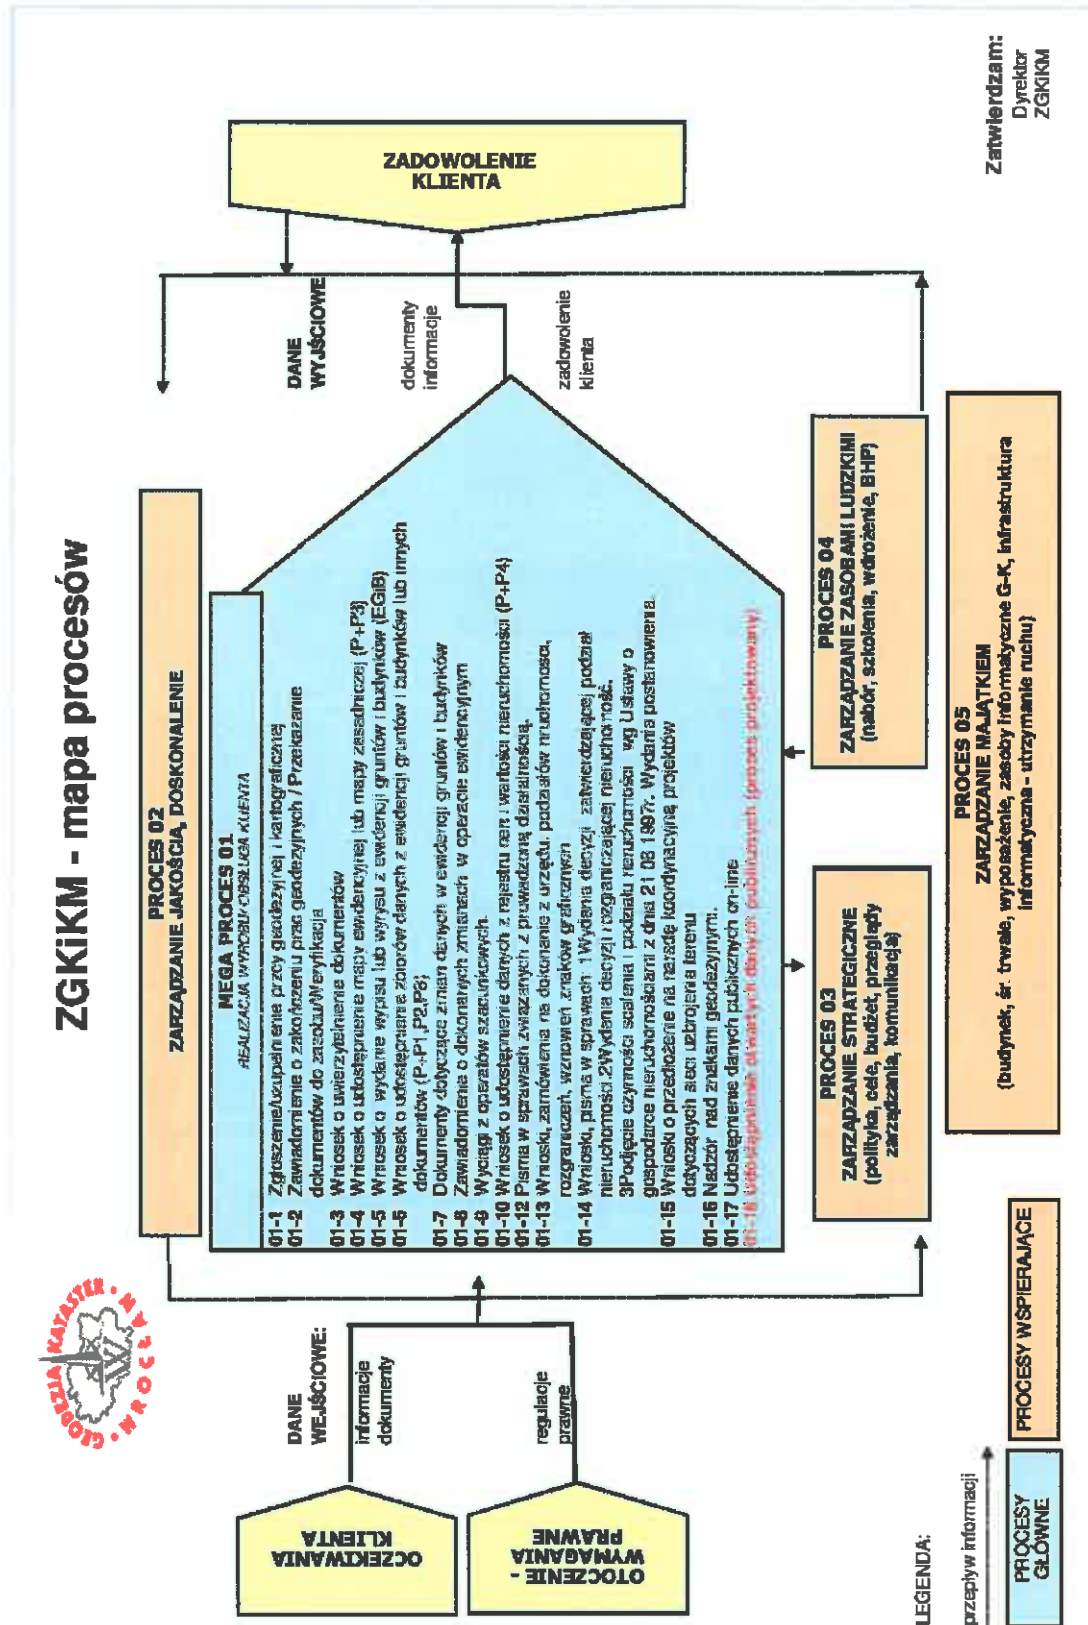 ZGKiKM - mapa procesów
GEODEZJA KATASTER • WROCŁAW •
PROCES 02
ZARZĄDZANIE JAKOŚCIĄ, DOSKONALENIE
DANE
WEJŚCIOWE:
informacje
dokumenty
regulacje
prawne
OCZEKIWANIA
KLIENTA
OTOCZENIE -
WYMAGANIA
PRAWNE
MEGA PROCES 01
REALIZACJA WYROBU/ OBSŁUGA KLIENTA
01-1 Zgłoszenie/uzupełnienie pracy geodezyjnej i kartograficznej
01-2 Zawiadomienie o zakończeniu prac geodezyjnych / Przekazanie
dokumentów do zasobu/Weryfikacja
01-3 Wniosek o uwierzytelnienie dokumentów
01-4 Wniosek o udostępnienie mapy ewidencyjnej lub mapy zasadniczej (P+P3)
01-5 Wniosek o wydanie wypisu lub wyrysu z ewidencji gruntów i budynków (EGiB)
01-6 Wniosek o udostępnianie zbiorów danych z ewidencji gruntów i budynków lub innych
dokumentów (P+P1,P2,P8)
01-7 Dokumenty dotyczące zmian danych w ewidencji gruntów i budynków
01-8 Zawiadomienia o dokonanych zmianach w operacie ewidencyjnym
01-9 Wyciągi z operatów szacunkowych.
01-10 Wniosek o udostępnienie danych z rejestru cen i wartości nieruchomości (P+P4)
01-12 Pisma w sprawach związanych z prowadzoną działalnością.
01-13 Wnioski, zamówienia na dokonanie z urzędu, podziałów nruchomości,
rozgraniczeń, wznowień znaków graficznych
01-14 Wnioski, pisma w sprawach: 1Wydania decyzji zatwierdzającej podział
nieruchomości.2Wydania decyzji rozgraniczającej nieruchomość.
3Podjęcie czynności scalenia i podziału nieruchomości wg Ustawy o
gospodarce nieruchomościami z dnia 21 08 1997r. Wydania postanowienia.
01-15 Wnioski o przedłożenie na naradę koordynacyjną projektów
dotyczących sieci uzbrojenia terenu
01-16 Nadzór nad znakami geodezyjnymi.
01-17 Udostępnienie danych publicznych on-line
01-18 Udostępnienie otwartych danych publicznych (proces projektowany)
DANE
WYJŚCIOWE
dokumenty
informacje
zadowolenie
klienta
ZADOWOLENIE
KLIENTA
PROCES 03
ZARZĄDZANIE STRATEGICZNE
(polityka, cele, budżet, przeglądy
zarządzania, komunikacja)
PROCES 04
ZARZĄDZANIE ZASOBAMI LUDZKIMI
(nabór, szkolenia, wdrożenie, BHP)
PROCES 05
ZARZĄDZANIE MAJĄTKIEM
(budynek, śr. trwałe, wyposażenie, zasoby informatyczne G-K, infrastruktura
informatyczna - utrzymanie ruchu)
LEGENDA:
przepływ informacji
PROCESY
GŁÓWNE
PROCESY WSPIERAJĄCE
Zatwierdzam:
Dyrektor
ZGKiKM